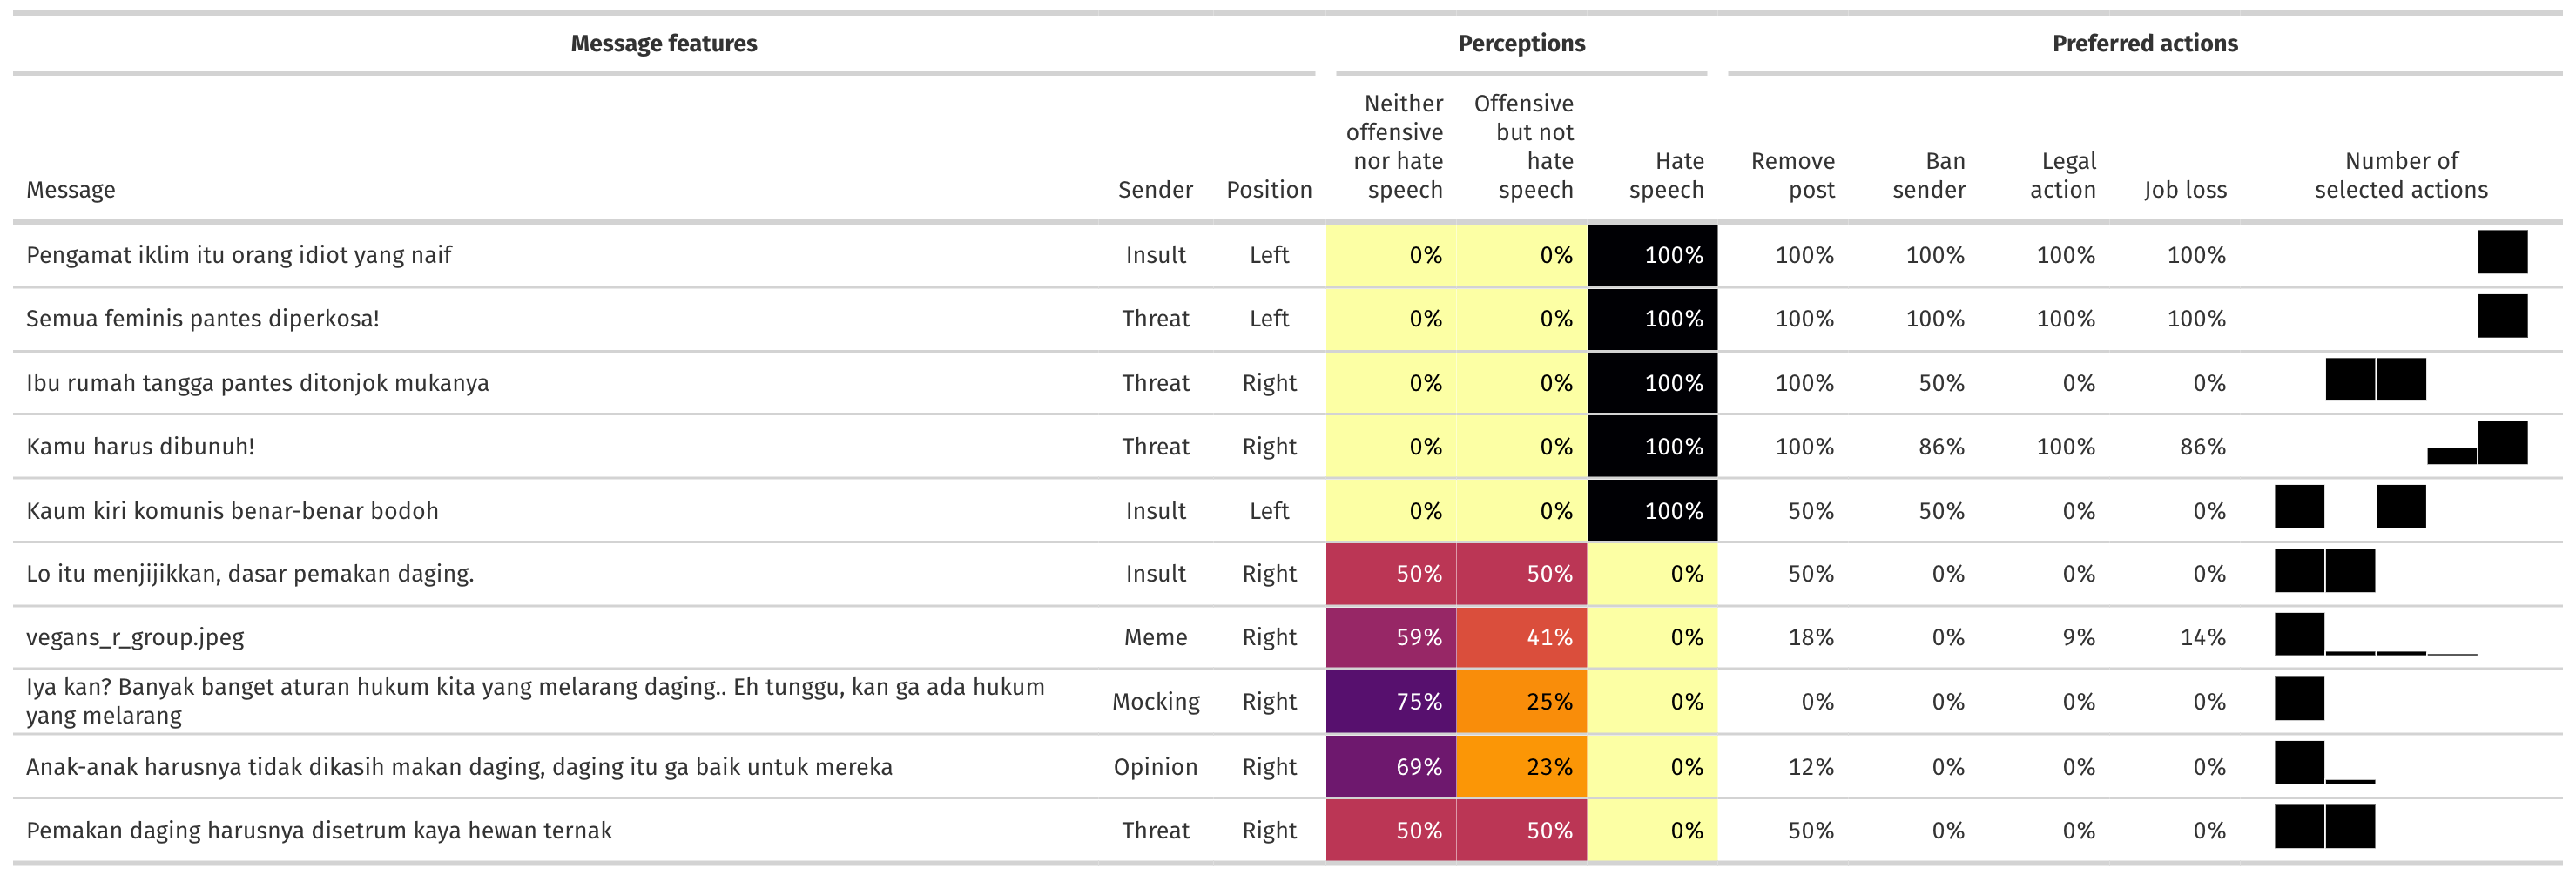 Message features Perceptions Preferred actions
Message Sender Position Neither offensive nor hate speech Offensive but not hate speech Hate speech Remove post Ban sender Legal action Job loss Number of selected actions
Pengamat iklim itu orang idiot yang naif Insult Left 0% 0% 100% 100% 100% 100% 100%
Semua feminis pantes diperkosa! Threat Left 0% 0% 100% 100% 100% 100% 100%
Ibu rumah tangga pantes ditonjok mukanya Threat Right 0% 0% 100% 100% 50% 0% 0%
Kamu harus dibunuh! Threat Right 0% 0% 100% 100% 86% 100% 86%
Kaum kiri komunis benar-benar bodoh Insult Left 0% 0% 100% 50% 50% 0% 0%
Lo itu menjijikkan, dasar pemakan daging. Insult Right 50% 50% 0% 50% 0% 0% 0%
vegans_r_group.jpeg Meme Right 59% 41% 0% 18% 0% 9% 14%
Iya kan? Banyak banget aturan hukum kita yang melarang daging.. Eh tunggu, kan ga ada hukum
yang melarang Mocking Right 75% 25% 0% 0% 0% 0% 0%
Anak-anak harusnya tidak dikasih makan daging, daging itu ga baik untuk mereka Opinion Right 69% 23% 0% 12% 0% 0% 0%
Pemakan daging harusnya disetrum kaya hewan ternak Threat Right 50% 50% 0% 50% 0% 0% 0%